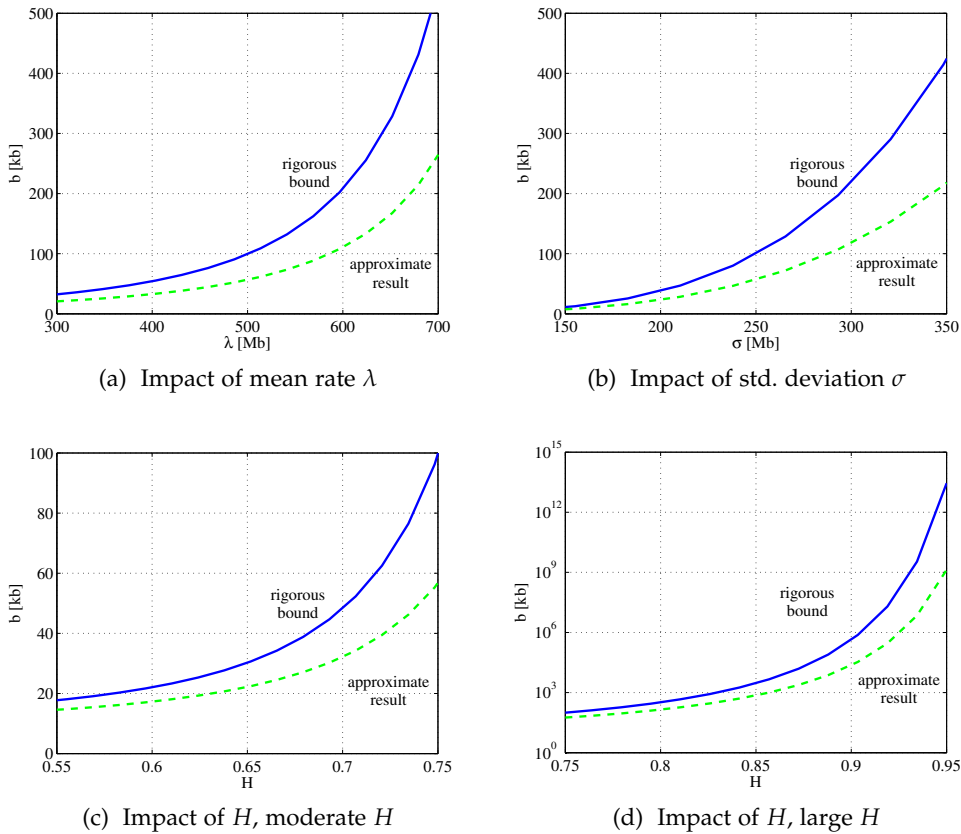 500
400
300
200
100
0
b [kb]
rigorous
bound
approximate
result
300
400
500
600
700
λ [Mb]
(a) Impact of mean rate λ
500
400
300
200
100
0
b [kb]
rigorous
bound
approximate
result
150
200
250
300
350
σ [Mb]
(b) Impact of std. deviation σ
100
80
60
40
20
0
b [kb]
rigorous
bound
approximate
result
0.55
0.6
0.65
0.7
0.75
H
(c) Impact of H, moderate H
10^15
10^12
10^9
10^6
10^3
10^0
b [kb]
rigorous
bound
approximate
result
0.75
0.8
0.85
0.9
0.95
H
(d) Impact of H, large H